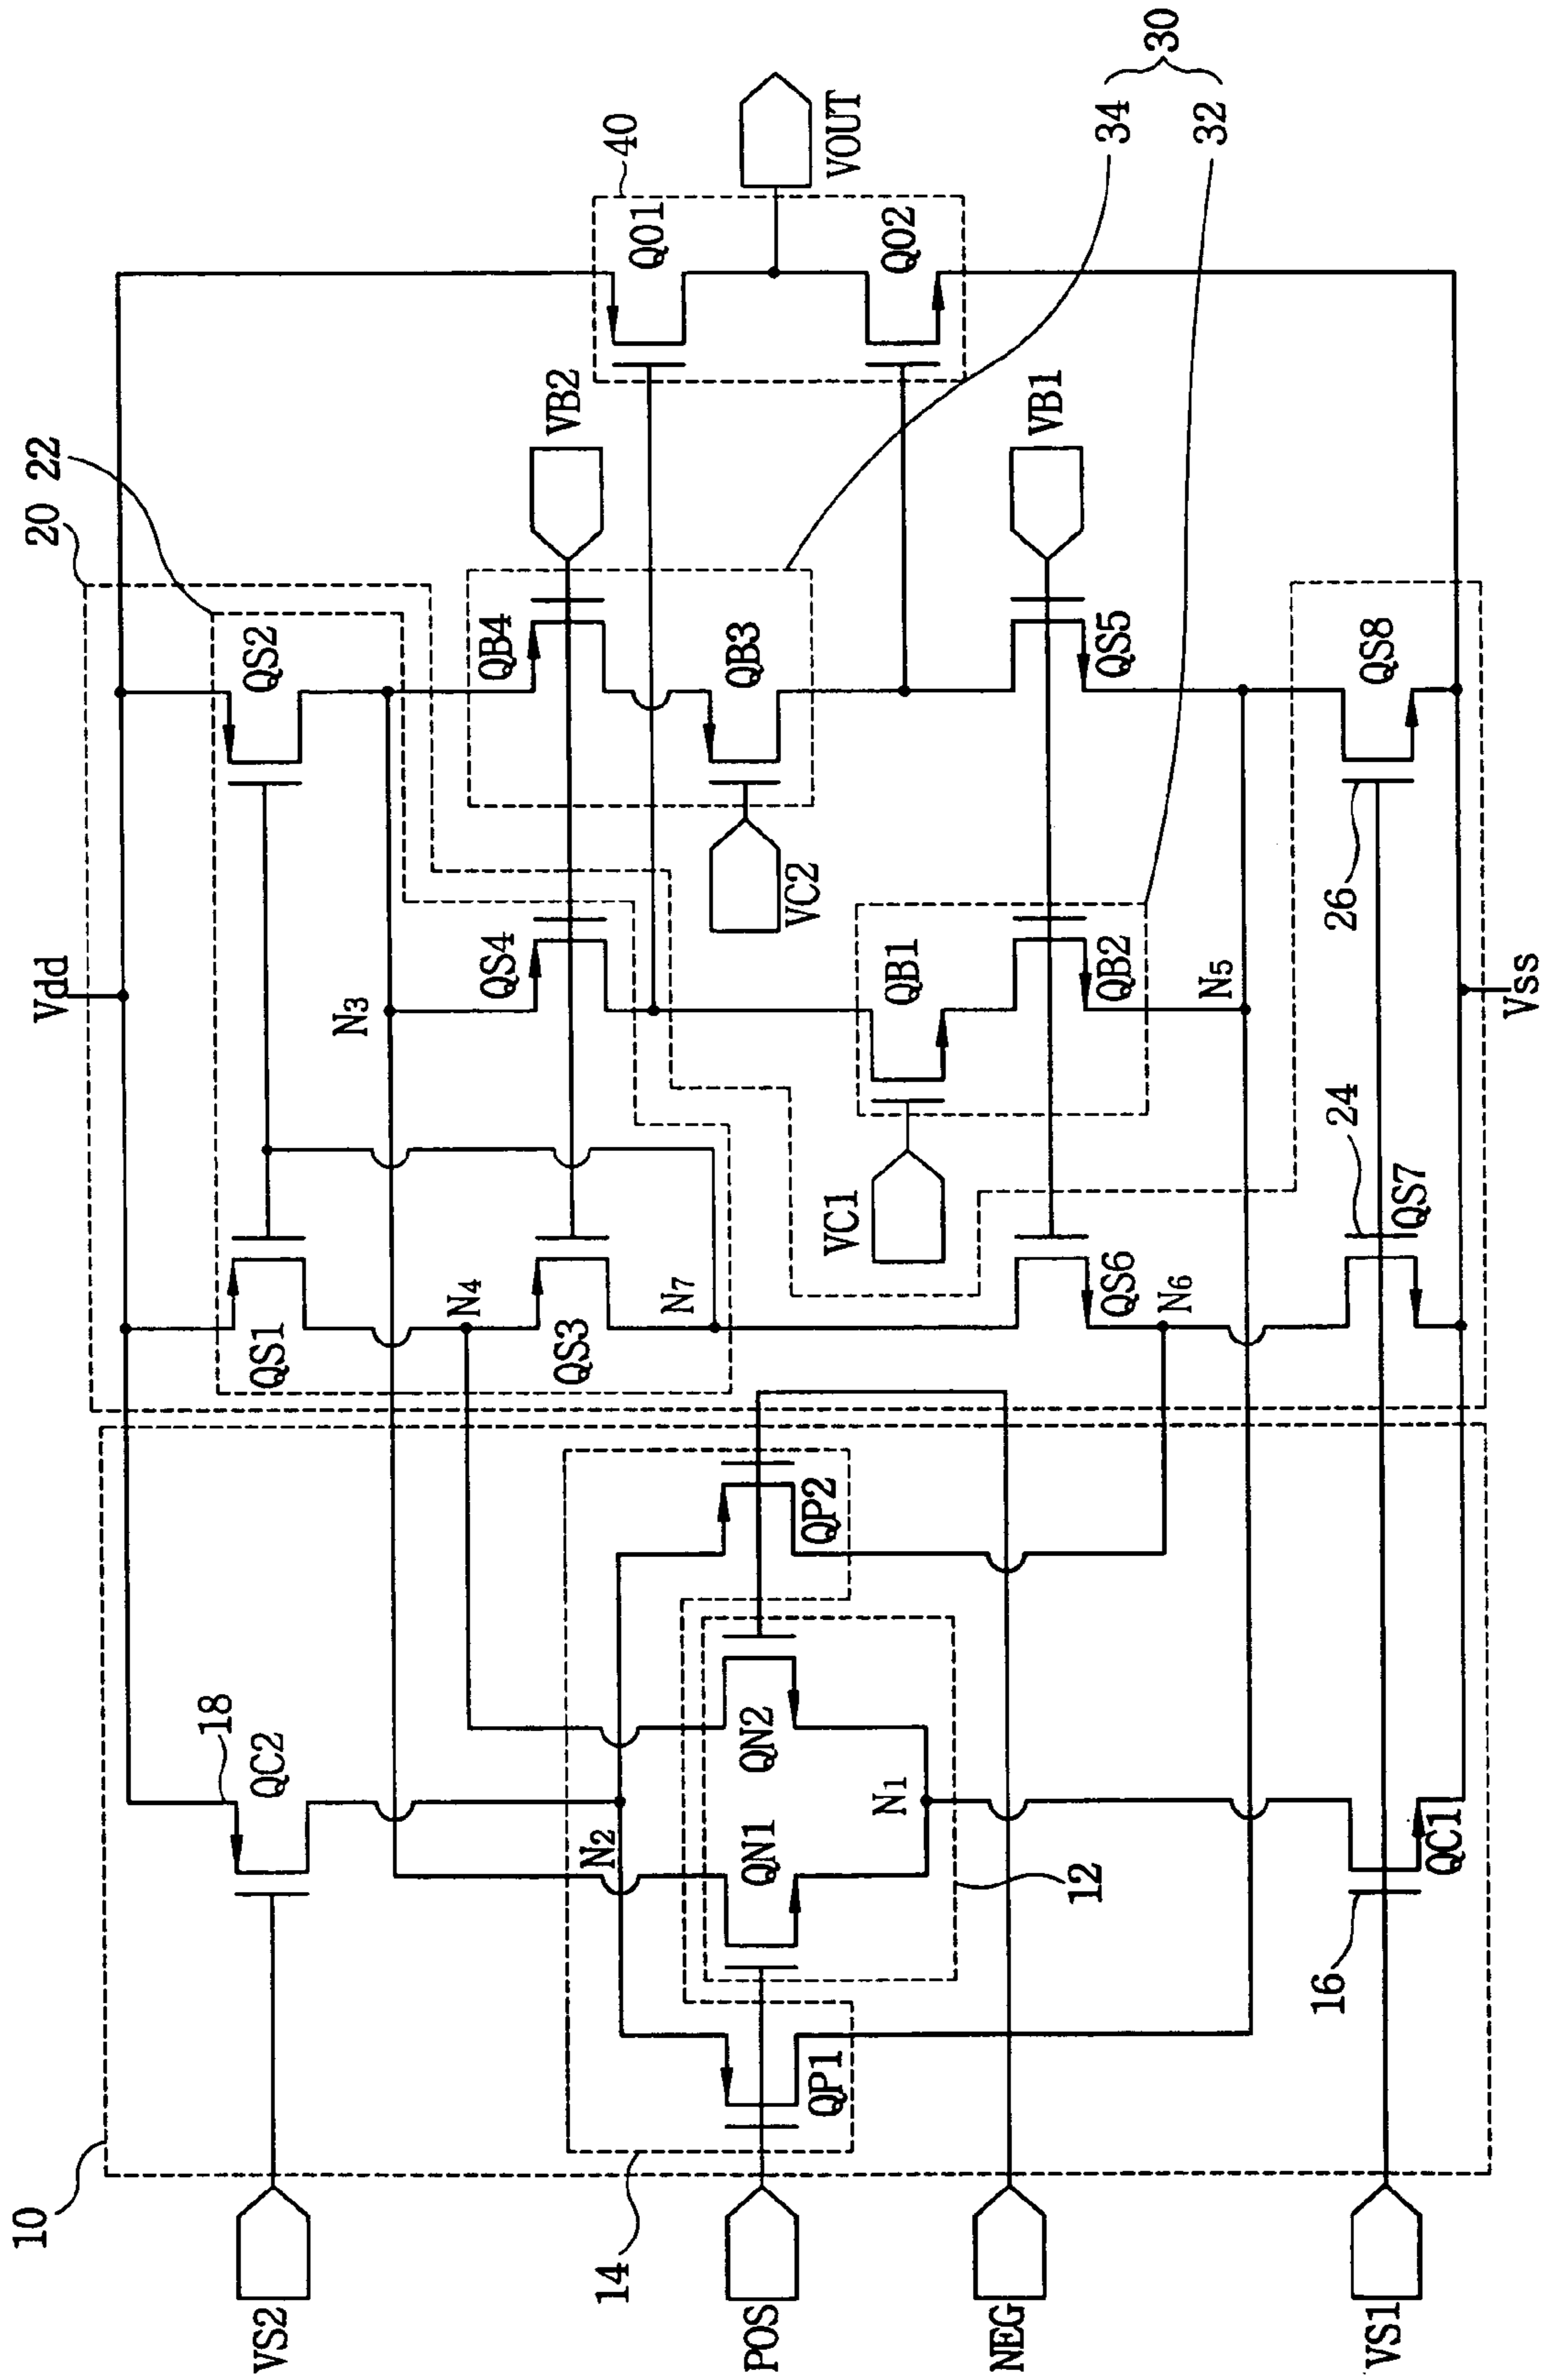 Vdd
20
22
QS2
QS1
N3
N4
QS4
QS3
N7
VB2
QB4
QB3
VC2
40
QO1
QO2
VOUT
34
30
32
VB1
QS5
QB1
QB2
VC1
QS6
N5
N6
QS8
26
24
QS7
Vss
10
18
QC2
VS2
N2
QP2
QN2
QN1
N1
QP1
12
14
POS
NEG
16
QC1
VS1